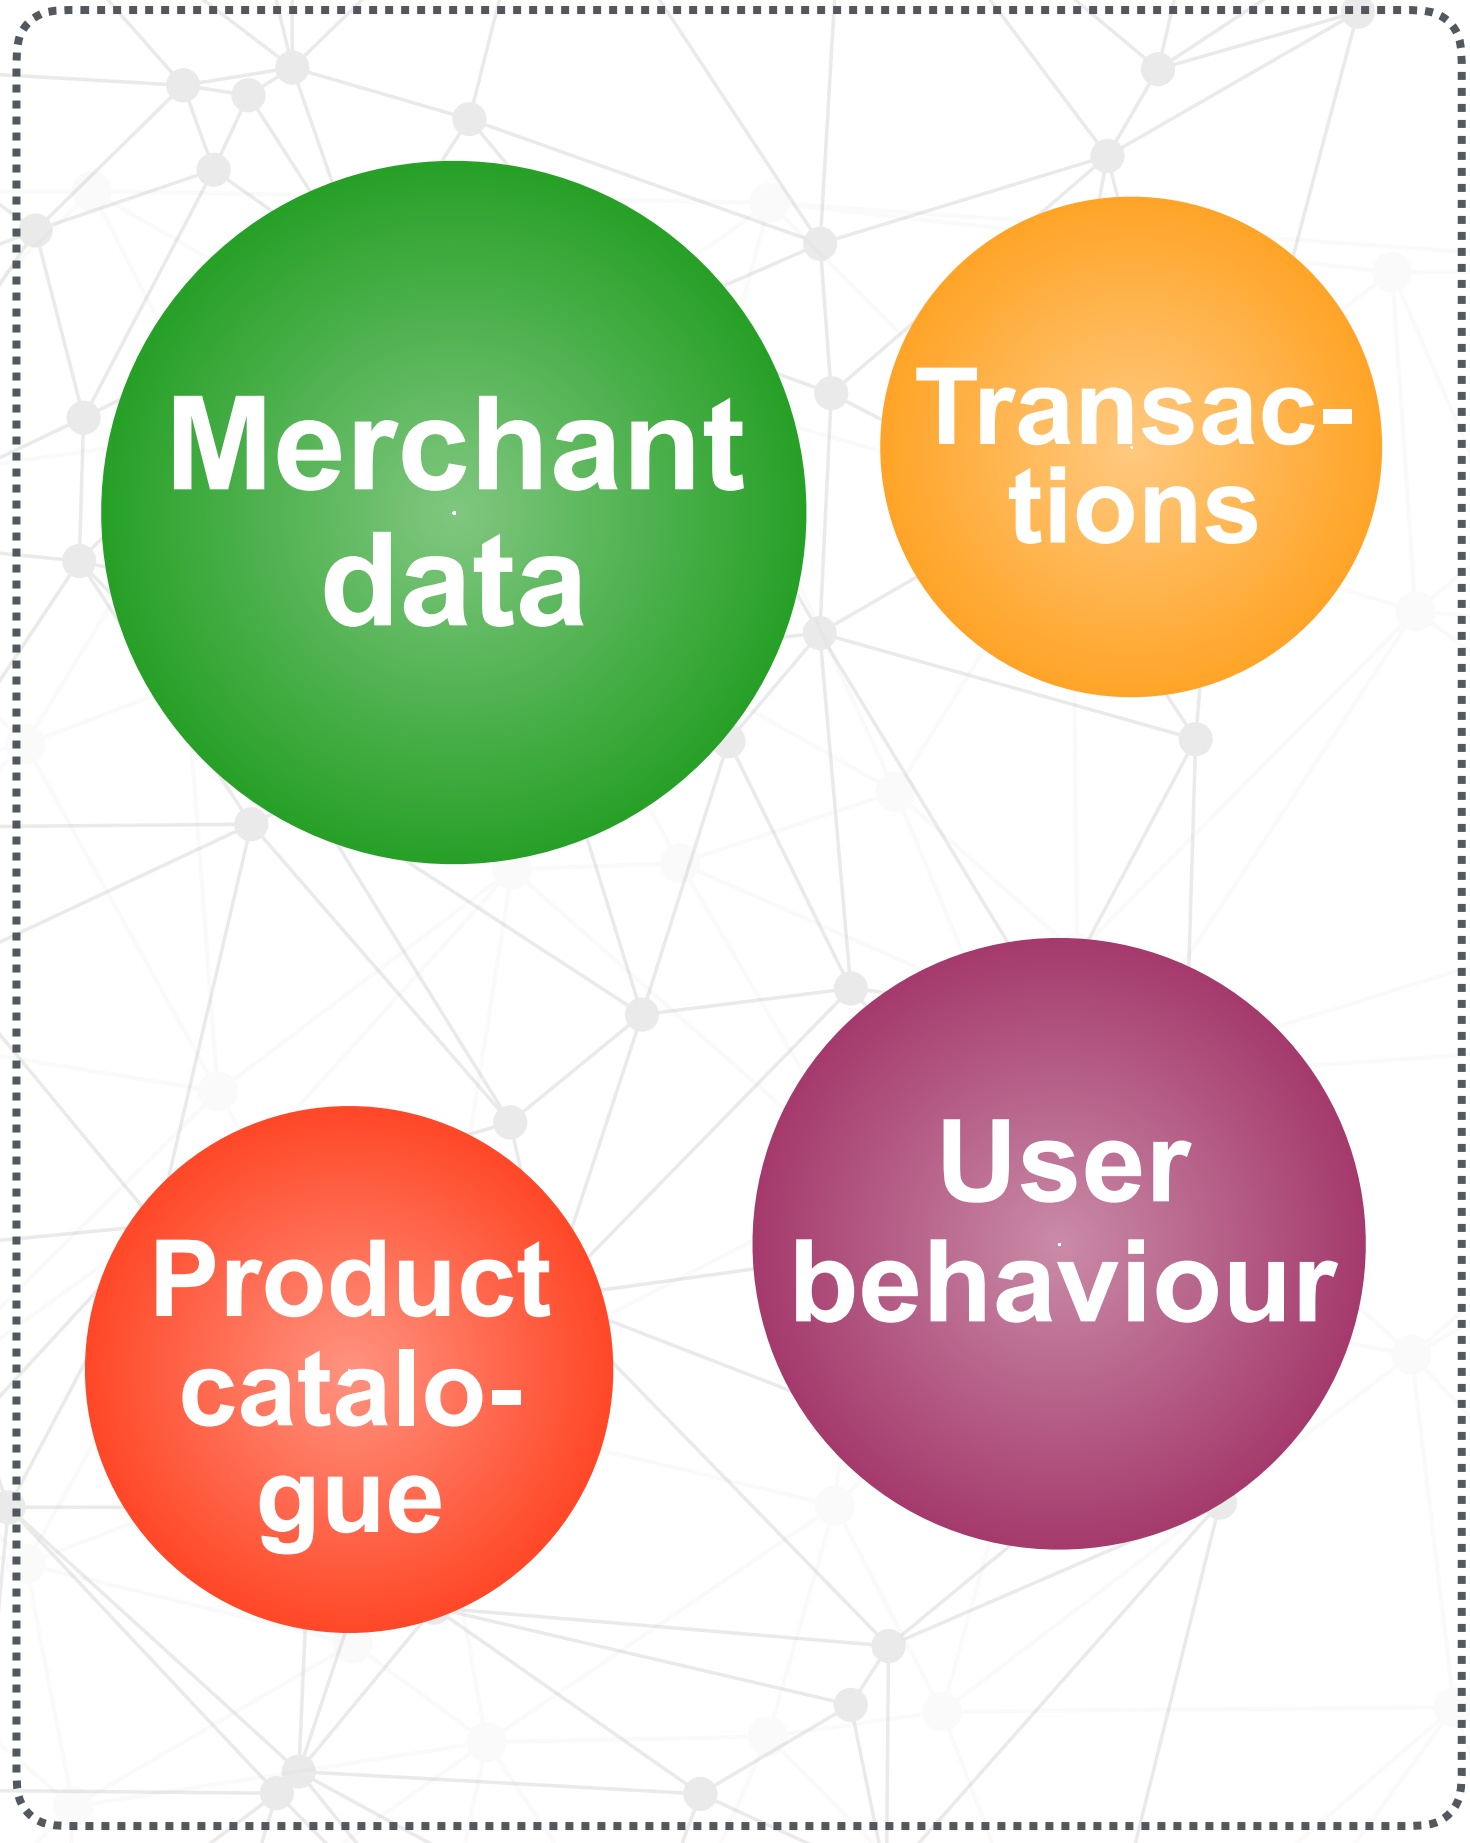 Merchant
data
Transac-
tions
User
behaviour
Product
catalo-
gue